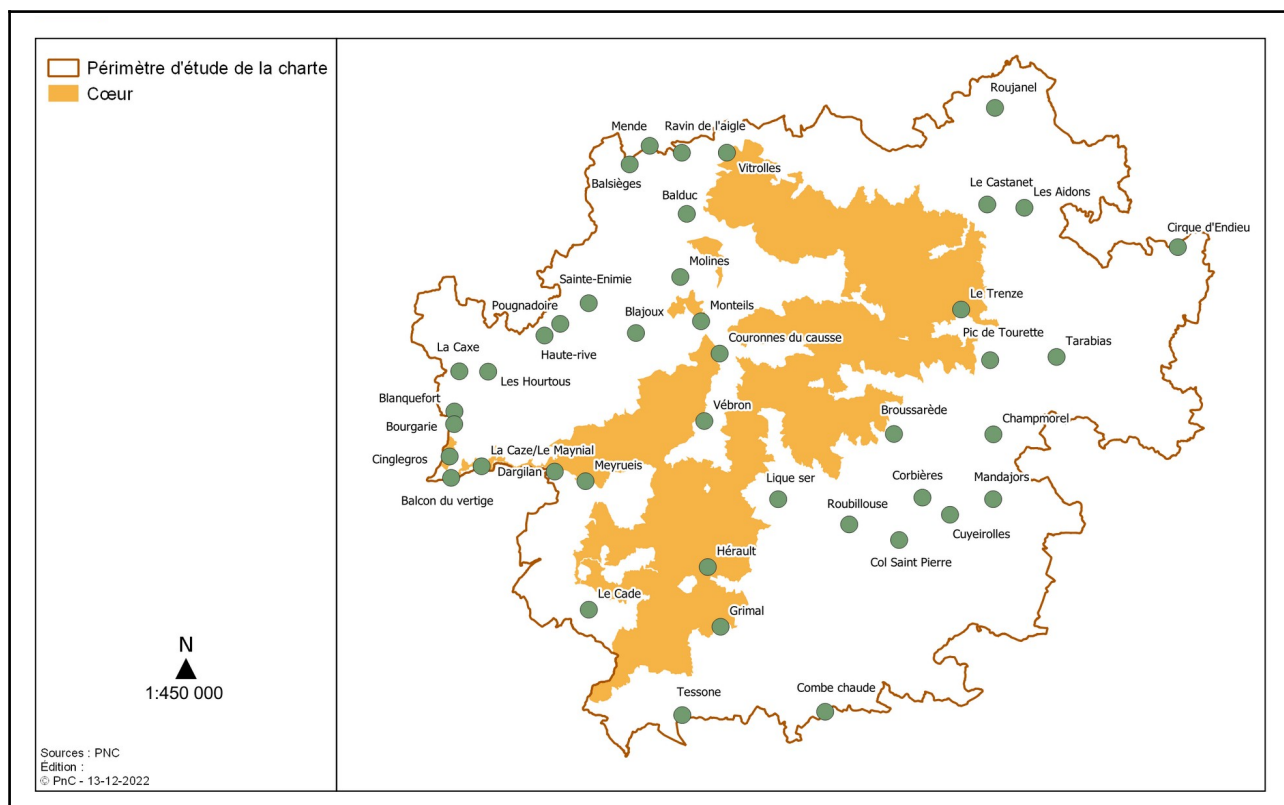 Périmètre d'étude de la charte
Cœur
N
1:450 000
Sources : PNC
Édition :
© PnC - 13-12-2022
Roujanel
Mende
Ravin de l'aigle
Vitrolles
Balsièges
Le Castanet
Les Aidons
Balduc
Cirque d'Endieu
Molines
Sainte-Enimie
Le Trenze
Pougnadoire
Blajoux
Monteils
Pic de Tourette
Tarabias
Haute-rive
Couronnes du causse
La Caxe
Les Hourtous
Blanquefort
Vébron
Broussarède
Champmorel
Bourgarie
La Caze/Le Maynial
Cinglegros
Dargilan
Meyrueis
Lique ser
Corbières
Mandajors
Balcon du vertige
Roubillouse
Cuyeirolles
Col Saint Pierre
Hérault
Le Cade
Grimal
Tessone
Combe chaude